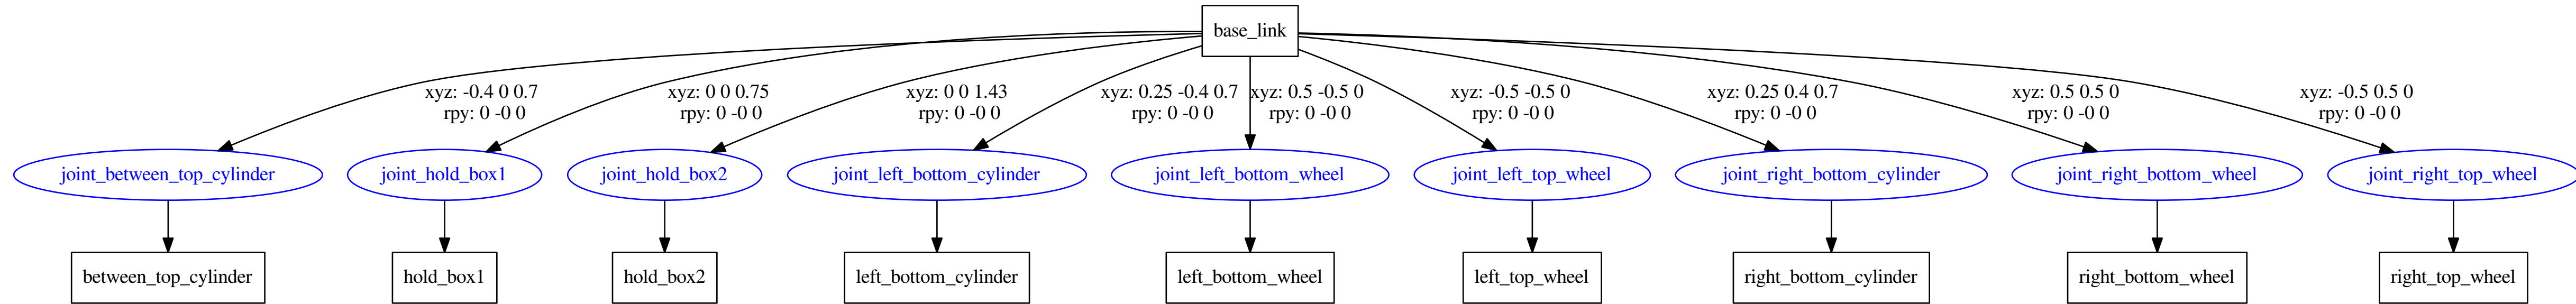 base_link
xyz: -0.4 0 0.7
rpy: 0 -0 0
xyz: 0 0 0.75
rpy: 0 -0 0
xyz: 0 0 1.43
rpy: 0 -0 0
xyz: 0.25 -0.4 0.7
rpy: 0 -0 0
xyz: 0.5 -0.5 0
rpy: 0 -0 0
xyz: -0.5 -0.5 0
rpy: 0 -0 0
xyz: 0.25 0.4 0.7
rpy: 0 -0 0
xyz: 0.5 0.5 0
rpy: 0 -0 0
xyz: -0.5 0.5 0
rpy: 0 -0 0
joint_between_top_cylinder
joint_hold_box1
joint_hold_box2
joint_left_bottom_cylinder
joint_left_bottom_wheel
joint_left_top_wheel
joint_right_bottom_cylinder
joint_right_bottom_wheel
joint_right_top_wheel
between_top_cylinder
hold_box1
hold_box2
left_bottom_cylinder
left_bottom_wheel
left_top_wheel
right_bottom_cylinder
right_bottom_wheel
right_top_wheel